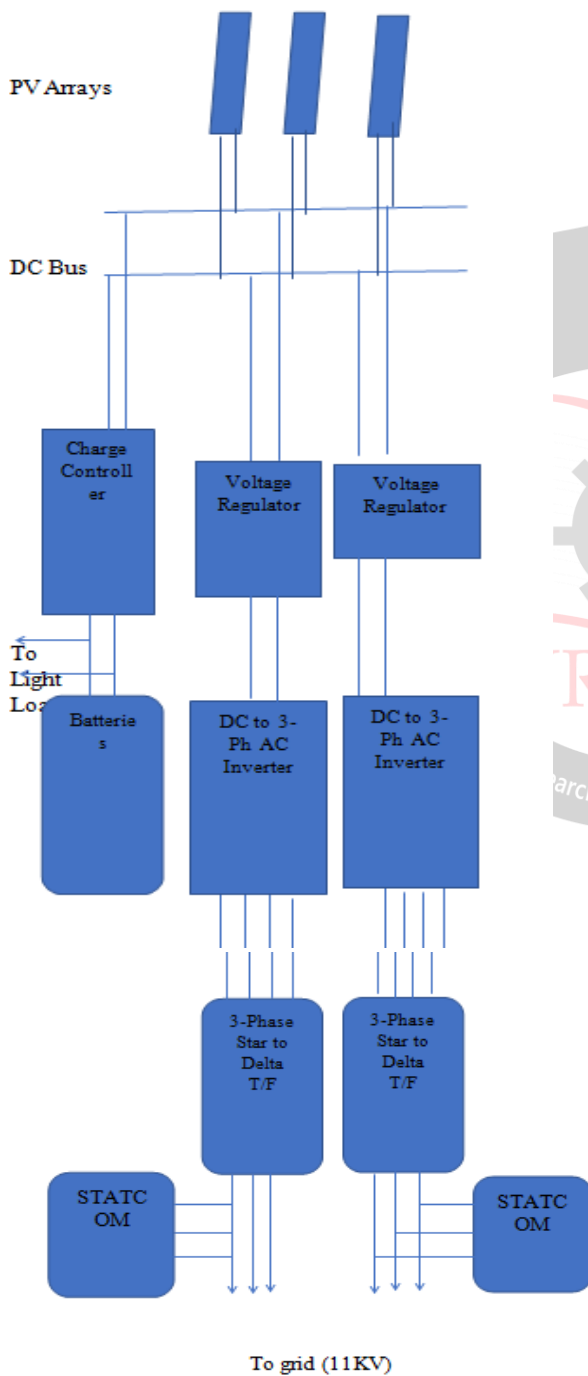 PV Arrays
DC Bus
Charge
Controll
er
Voltage
Regulator
Voltage
Regulator
To
Light
Loa
Batterie
s
DC to 3-
Ph AC
Inverter
DC to 3-
Ph AC
Inverter
3-Phase
Star to
Delta
T/F
3-Phase
Star to
Delta
T/F
STATC
OM
STATC
OM
To grid (11KV)